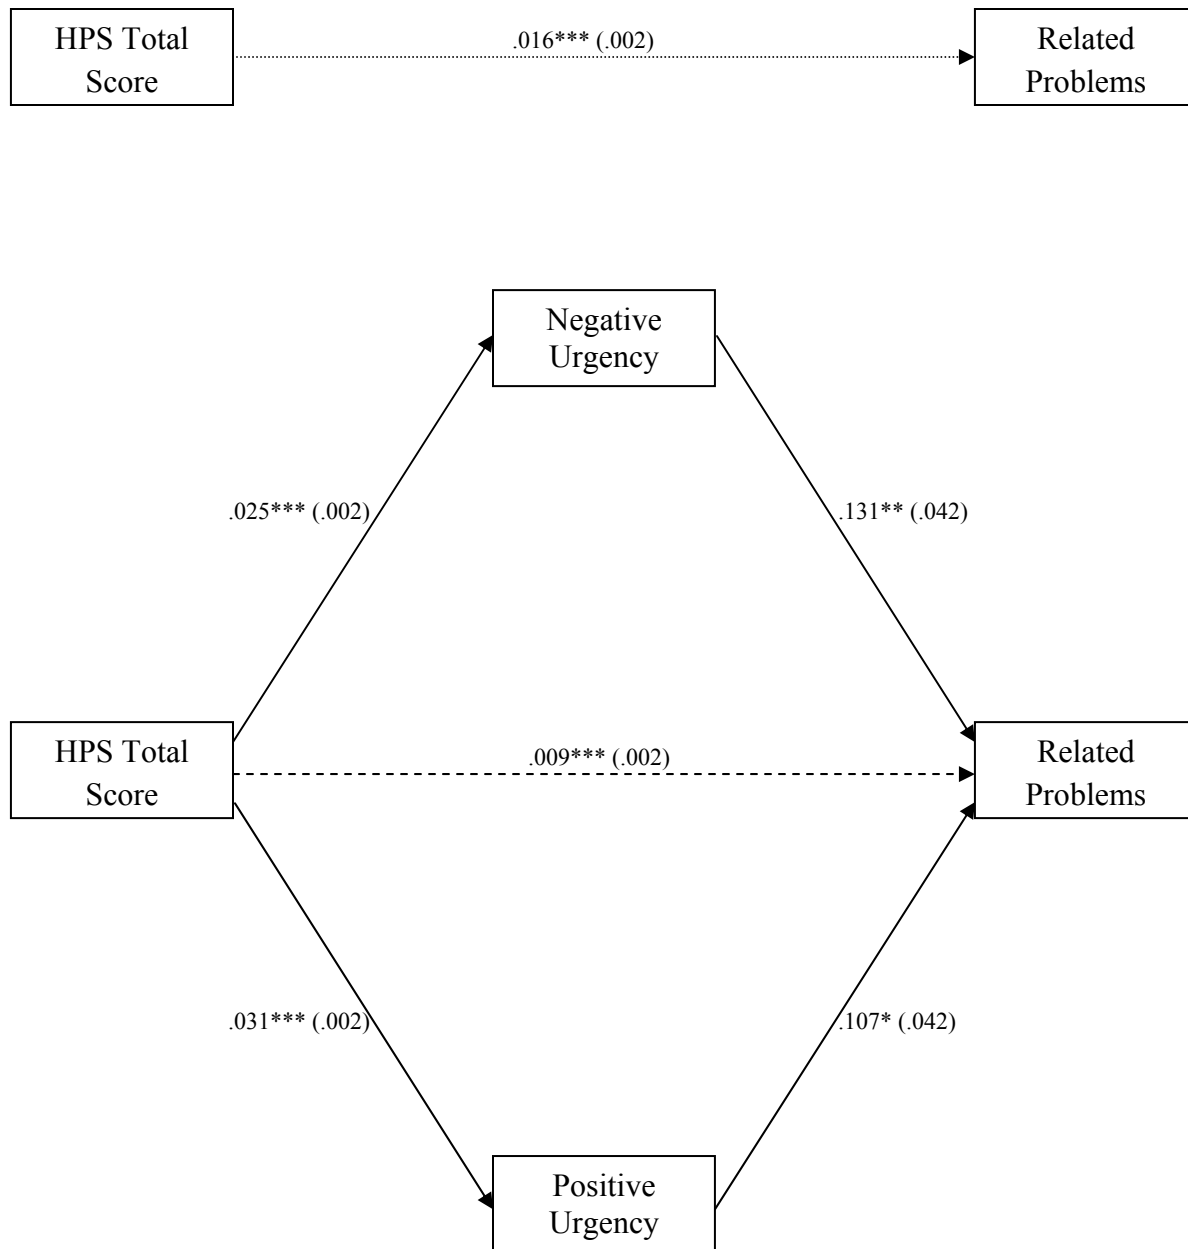 HPS Total
Score
.016*** (.002)
Related
Problems
Negative
Urgency
.025*** (.002)
.131** (.042)
HPS Total
Score
.009*** (.002)
Related
Problems
.031*** (.002)
.107* (.042)
Positive
Urgency